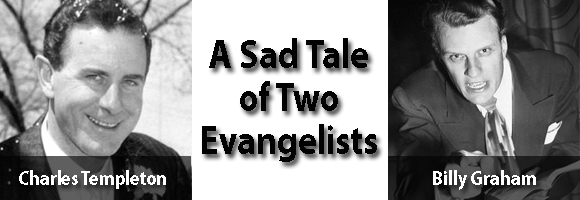 A Sad Tale
of Two
Evangelists
Charles Templeton
Billy Graham